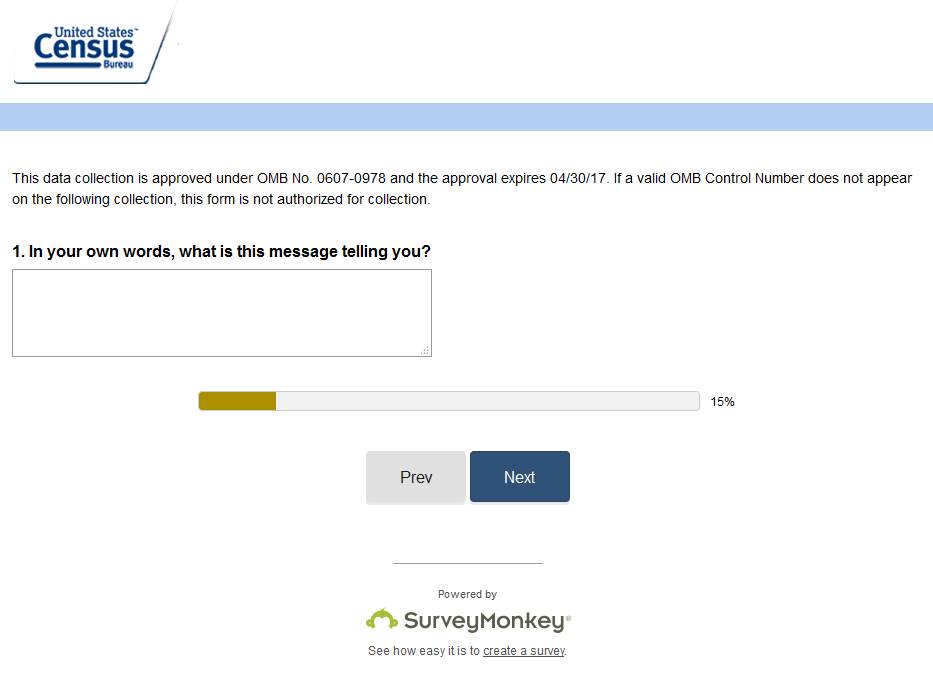 United States™
Census
Bureau
This data collection is approved under OMB No. 0607-0978 and the approval expires 04/30/17. If a valid OMB Control Number does not appear
on the following collection, this form is not authorized for collection.
1. In your own words, what is this message telling you?
15%
Prev
Next
Powered by
SurveyMonkey®
See how easy it is to create a survey.